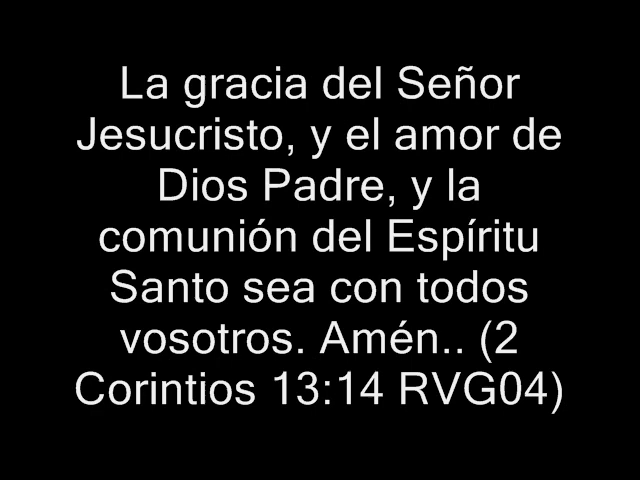 La gracia del Señor
Jesucristo, y el amor de
Dios Padre, y la
comunión del Espíritu
Santo sea con todos
vosotros. Amén.. (2
Corintios 13:14 RVG04)